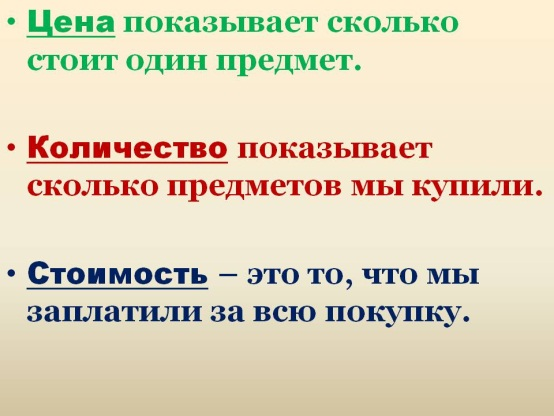 • Цена показывает сколько
стоит один предмет.
• Количество показывает
сколько предметов мы купили.
• Стоимость – это то, что мы
заплатили за всю покупку.